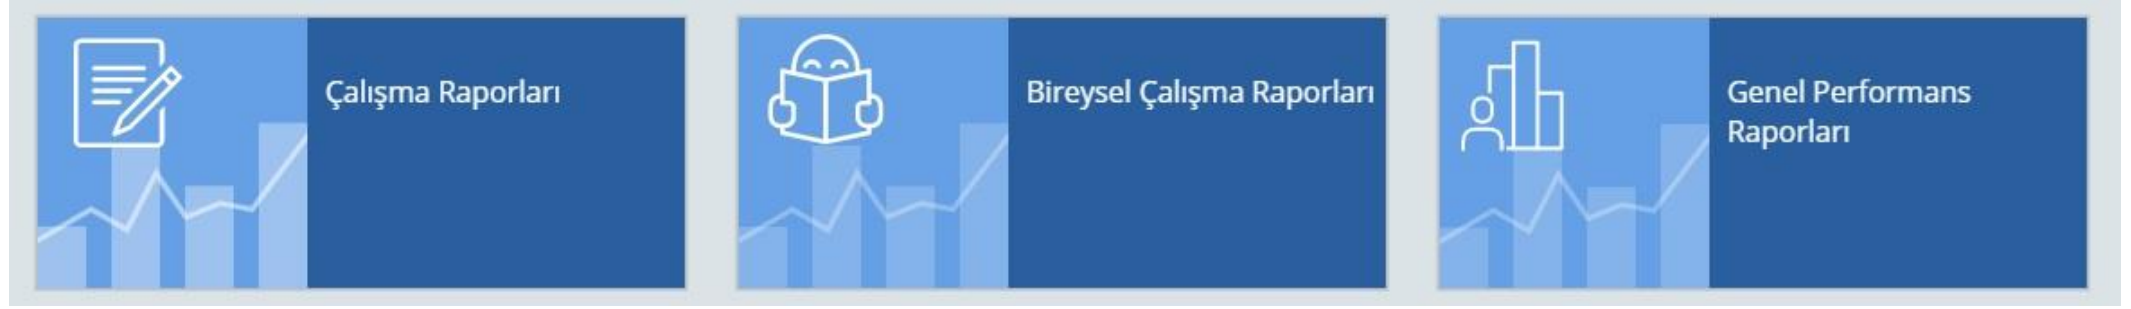 Çalışma Raporları
Bireysel Çalışma Raporları
Genel Performans
Raporları